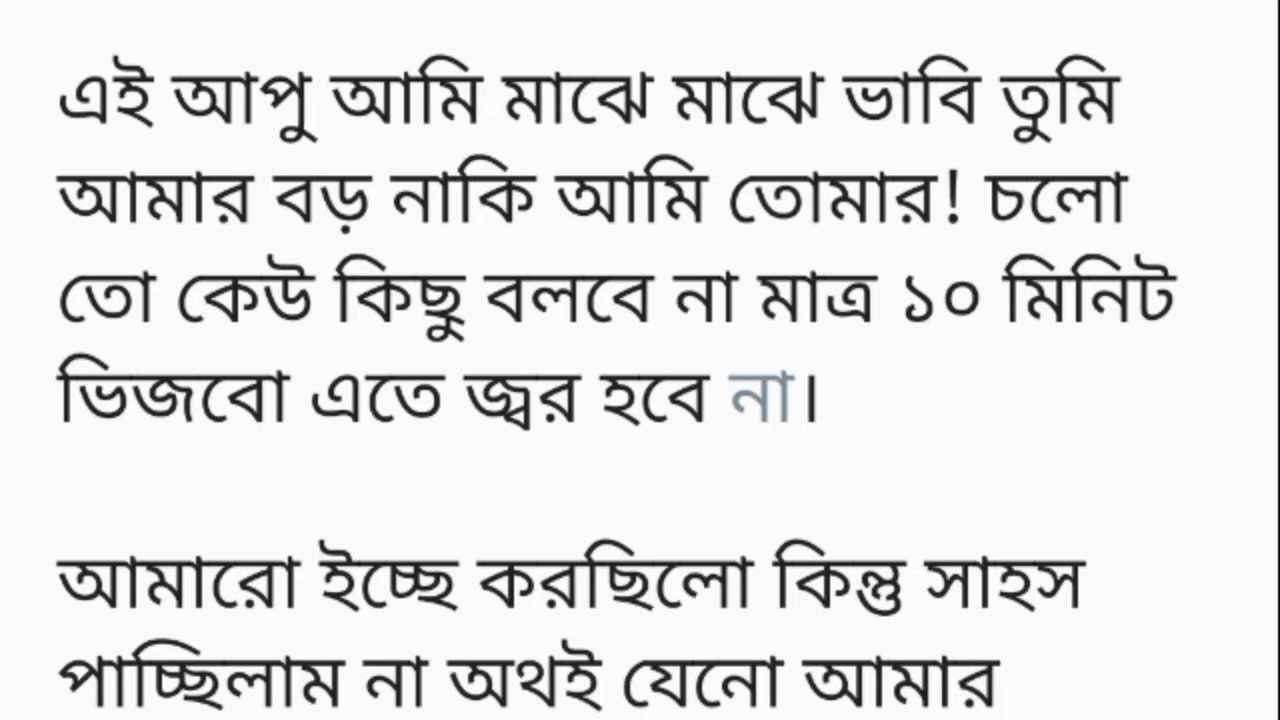 এই আপু আমি মাঝে মাঝে ভাবি তুমি
আমার বড় নাকি আমি তোমার! চলো
তো কেউ কিছু বলবে না মাত্র ১০ মিনিট
ভিজবো এতে জ্বর হবে না।
আমারো ইচ্ছে করছিলো কিন্তু সাহস
পাচ্ছিলাম না অথই যেনো আমার